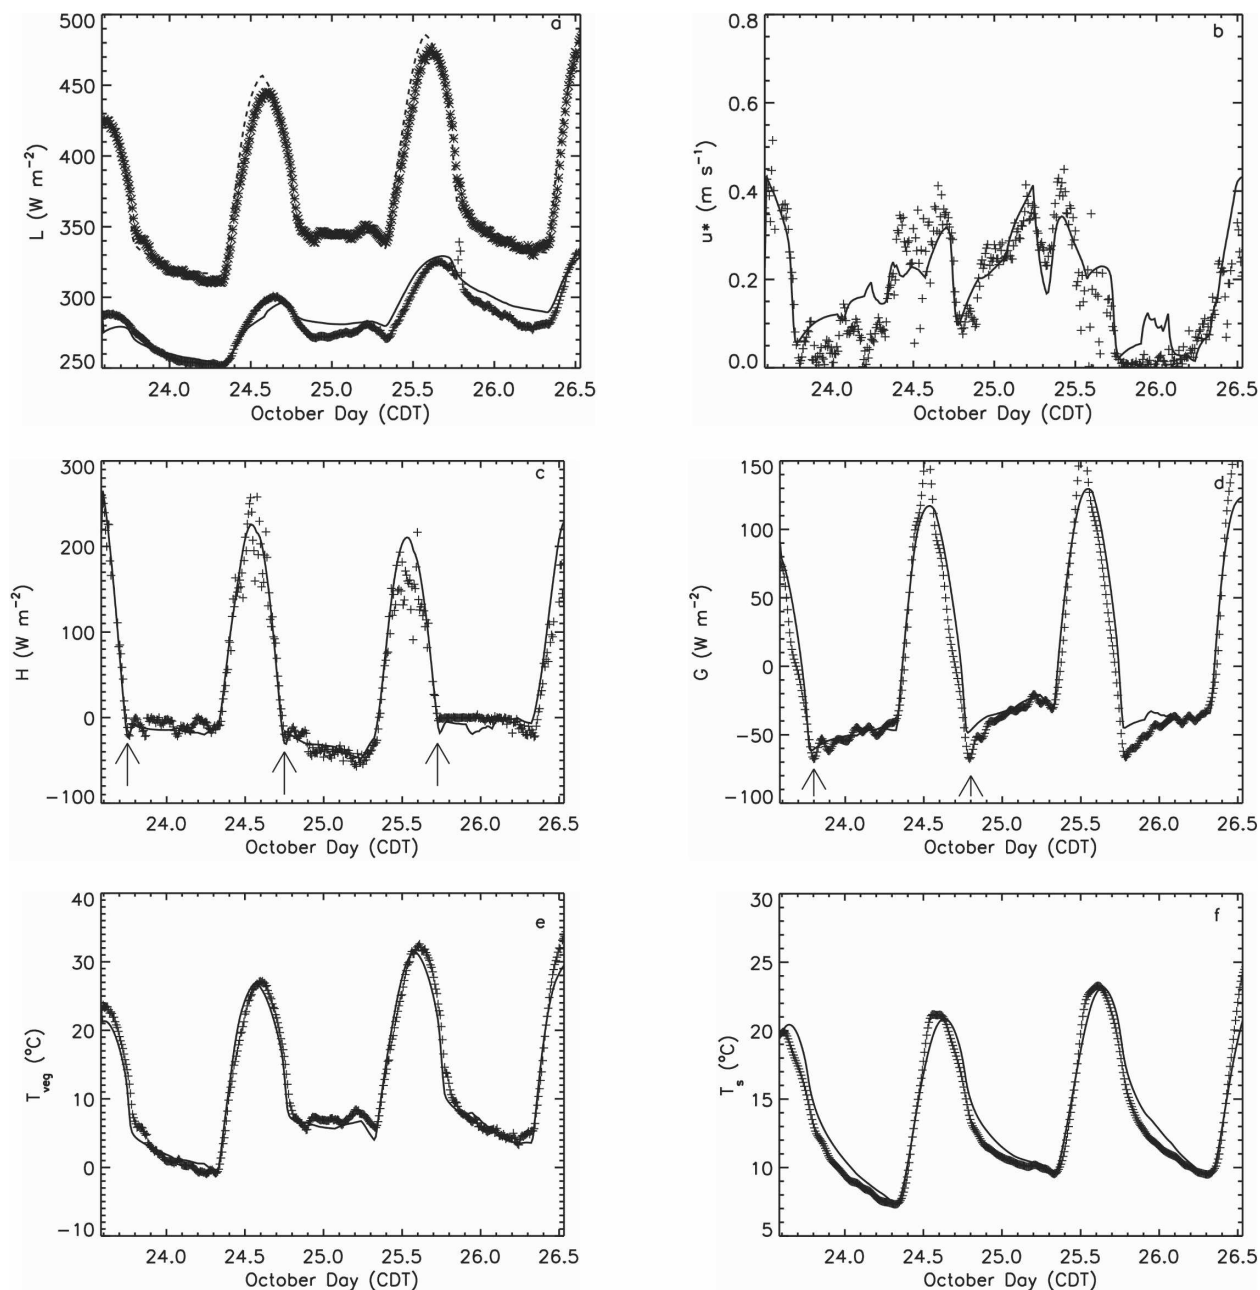 a
500
450
400
350
300
250
L (W m⁻²)
24.0 24.5 25.0 25.5 26.0 26.5
October Day (CDT)
b
0.8
0.6
0.4
0.2
0.0
u* (m s⁻¹)
24.0 24.5 25.0 25.5 26.0 26.5
October Day (CDT)
c
300
200
100
0
−100
H (W m⁻²)
24.0 24.5 25.0 25.5 26.0 26.5
October Day (CDT)
d
150
100
50
0
−50
−100
G (W m⁻²)
24.0 24.5 25.0 25.5 26.0 26.5
October Day (CDT)
e
40
30
20
10
0
−10
T_veg (°C)
24.0 24.5 25.0 25.5 26.0 26.5
October Day (CDT)
f
30
25
20
15
10
5
T_s (°C)
24.0 24.5 25.0 25.5 26.0 26.5
October Day (CDT)